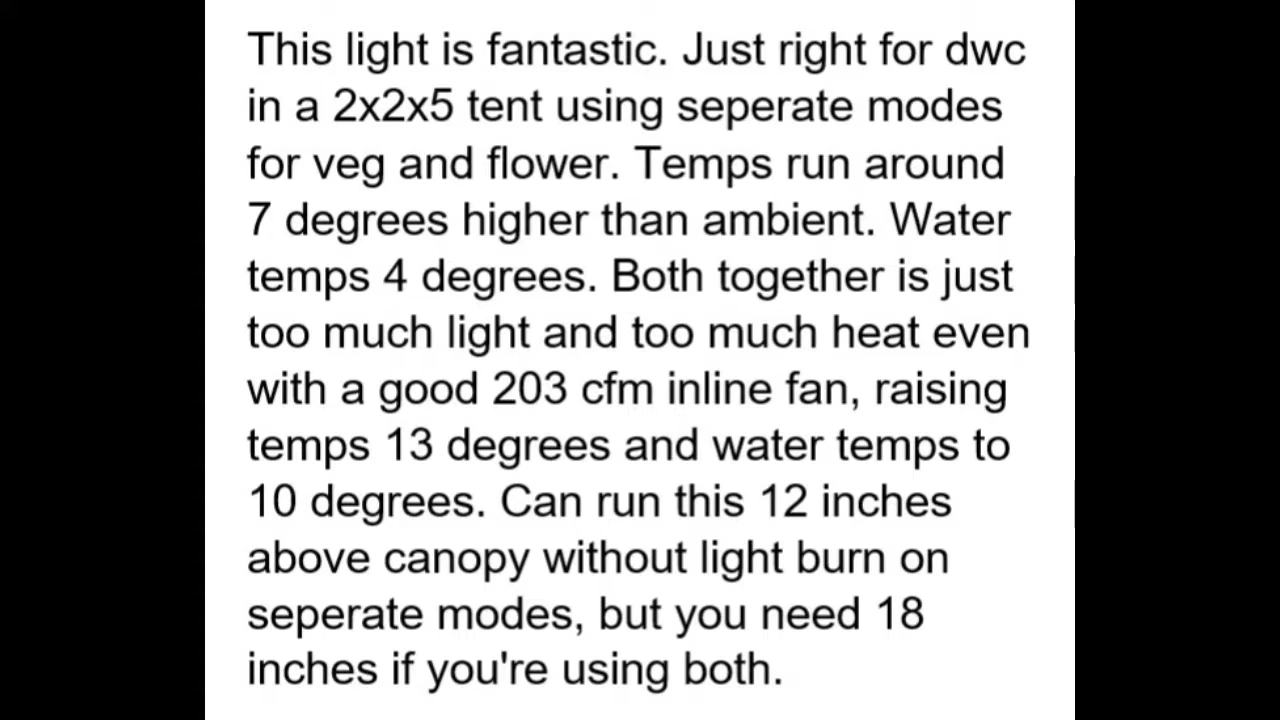 This light is fantastic. Just right for dwc
in a 2x2x5 tent using seperate modes
for veg and flower. Temps run around
7 degrees higher than ambient. Water
temps 4 degrees. Both together is just
too much light and too much heat even
with a good 203 cfm inline fan, raising
temps 13 degrees and water temps to
10 degrees. Can run this 12 inches
above canopy without light burn on
seperate modes, but you need 18
inches if you're using both.